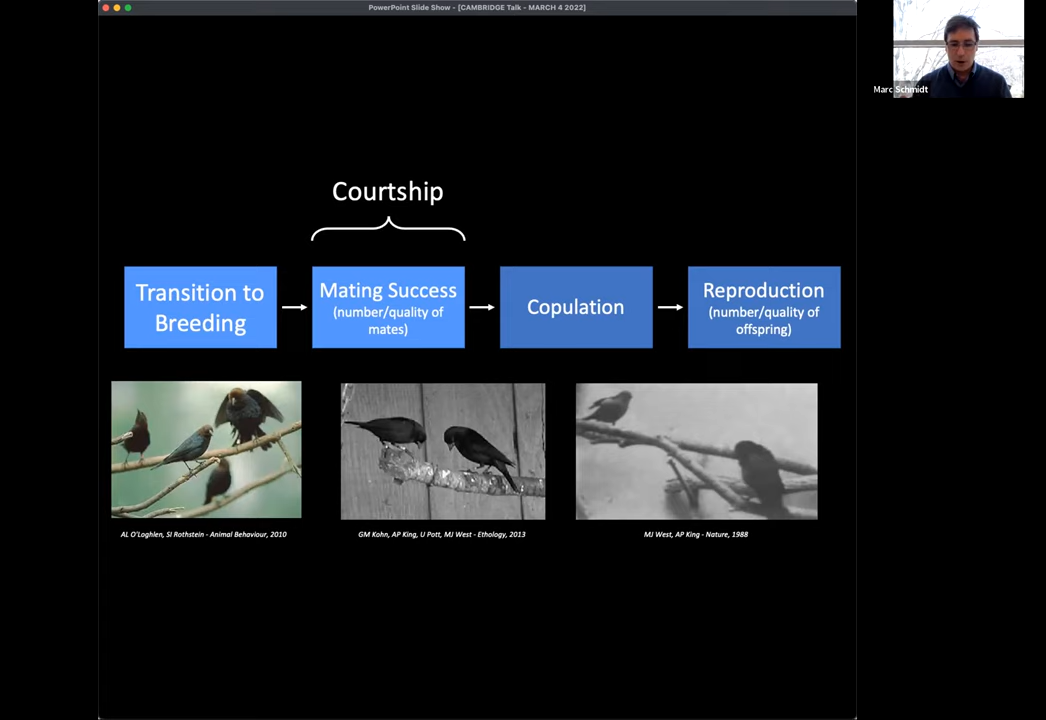 PowerPoint Slide Show - [CAMBRIDGE Talk - MARCH 4 2022]
Marc Schmidt
Courtship
Transition to
Breeding
Mating Success
(number/quality of
mates)
Copulation
Reproduction
(number/quality of
offspring)
AL O'Loghlen, SI Rothstein - Animal Behaviour, 2010
GM Kohn, AP King, U Pott, MJ West - Ethology, 2013
MJ West, AP King - Nature, 1988